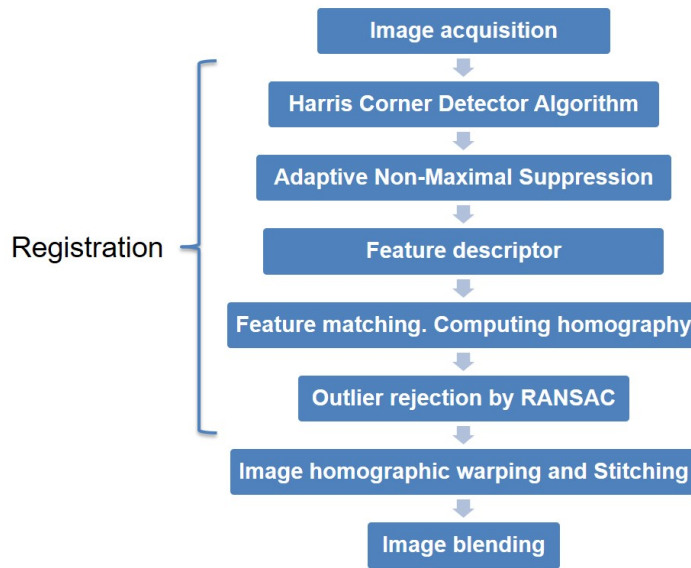 Image acquisition
Harris Corner Detector Algorithm
Adaptive Non-Maximal Suppression
Registration
Feature descriptor
Feature matching. Computing homography
Outlier rejection by RANSAC
Image homographic warping and Stitching
Image blending